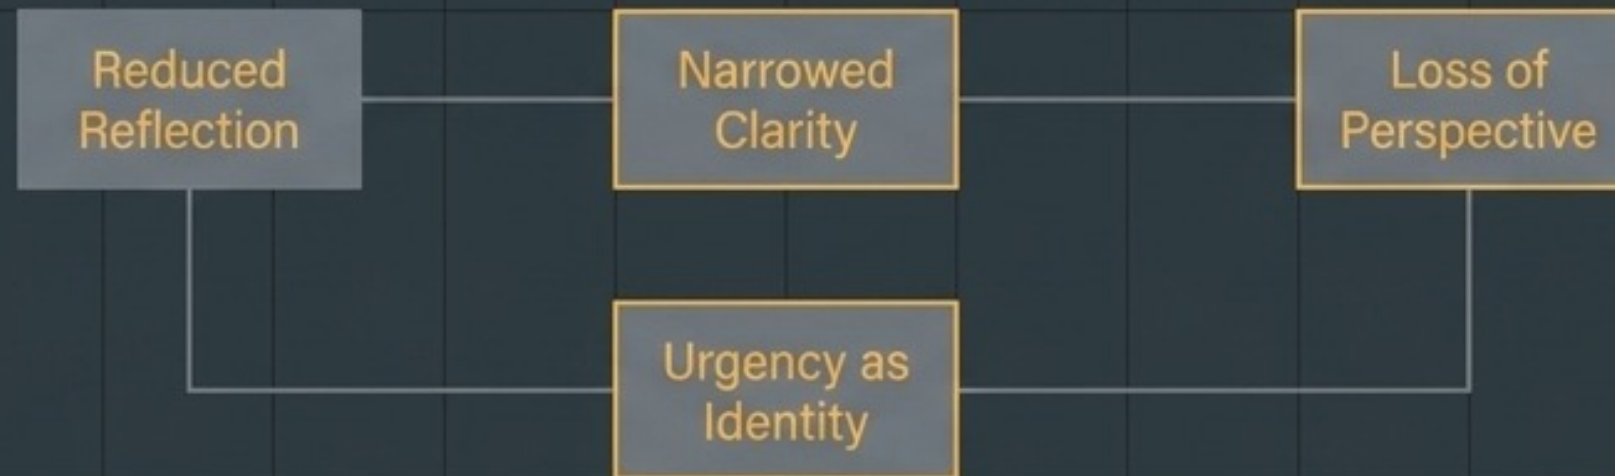 Reduced
Reflection
Narrowed
Clarity
Loss of
Perspective
Urgency as
Identity